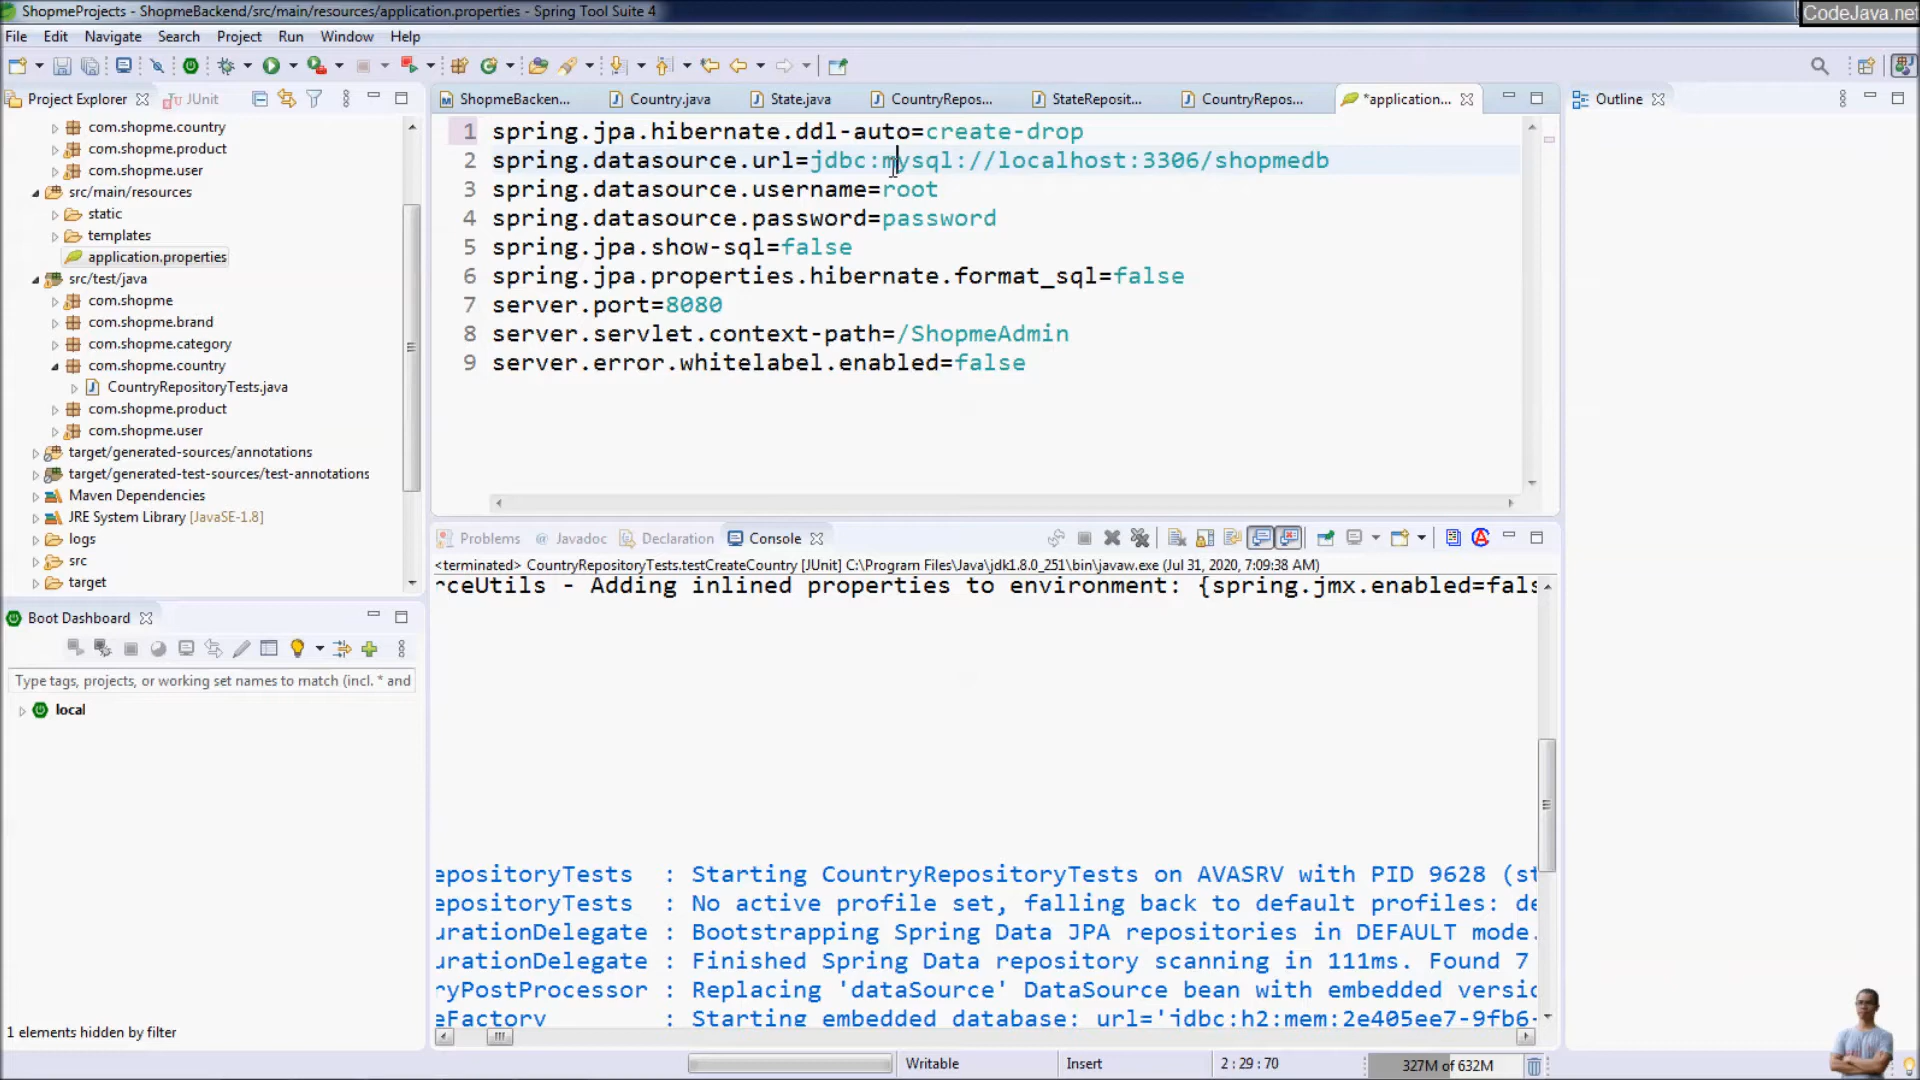 ShopmeProjects - ShopmeBackend/src/main/resources/application.properties - Spring Tool Suite 4
CodeJava.net
File Edit Navigate Search Project Run Window Help
Project Explorer JUnit
ShopmeBacken... Country.java State.java CountryRepos... StateReposit... CountryRepos... *application...
Outline
com.shopme.country
com.shopme.product
com.shopme.user
src/main/resources
static
templates
application.properties
src/test/java
com.shopme
com.shopme.brand
com.shopme.category
com.shopme.country
CountryRepositoryTests.java
com.shopme.product
com.shopme.user
target/generated-sources/annotations
target/generated-test-sources/test-annotations
Maven Dependencies
JRE System Library [JavaSE-1.8]
logs
src
target
1 spring.jpa.hibernate.ddl-auto=create-drop
2 spring.datasource.url=jdbc:mysql://localhost:3306/shopmedb
3 spring.datasource.username=root
4 spring.datasource.password=password
5 spring.jpa.show-sql=false
6 spring.jpa.properties.hibernate.format_sql=false
7 server.port=8080
8 server.servlet.context-path=/ShopmeAdmin
9 server.error.whitelabel.enabled=false
Problems Javadoc Declaration Console
<terminated> CountryRepositoryTests.testCreateCountry [JUnit] C:\Program Files\Java\jdk1.8.0_251\bin\javaw.exe (Jul 31, 2020, 7:09:38 AM)
rceUtils - Adding inlined properties to environment: {spring.jmx.enabled=fals
epositoryTests : Starting CountryRepositoryTests on AVASRV with PID 9628 (st
epositoryTests : No active profile set, falling back to default profiles: de
urationDelegate : Bootstrapping Spring Data JPA repositories in DEFAULT mode.
urationDelegate : Finished Spring Data repository scanning in 111ms. Found 7
ryPostProcessor : Replacing 'dataSource' DataSource bean with embedded versio
eFactory : Starting embedded database: url='jdbc:h2:mem:2e405ee7-9fb6-
Boot Dashboard
Type tags, projects, or working set names to match (incl. * and
local
1 elements hidden by filter
Writable Insert 2 : 29 : 70 327M of 632M